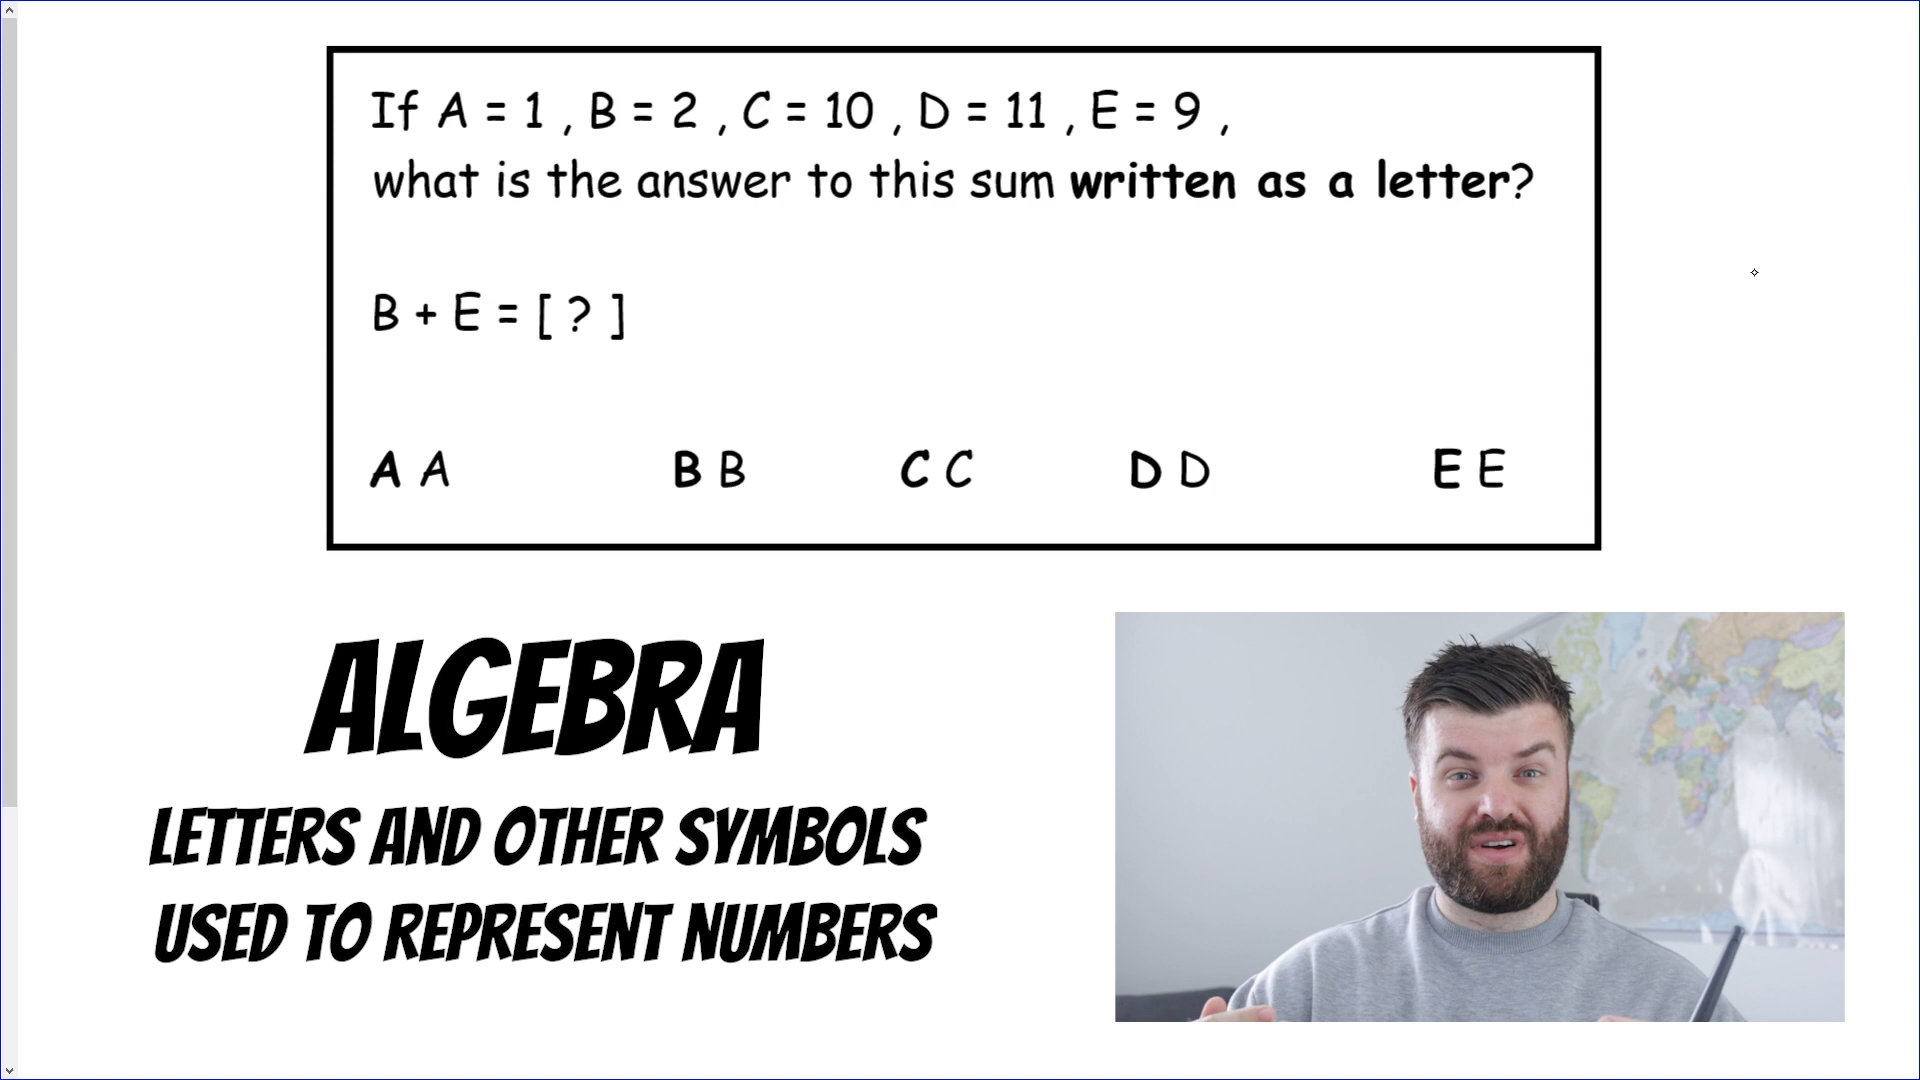 If A = 1 , B = 2 , C = 10 , D = 11 , E = 9 ,
what is the answer to this sum written as a letter?
B + E = [ ? ]
A A B B C C D D E E
ALGEBRA
LETTERS AND OTHER SYMBOLS
USED TO REPRESENT NUMBERS